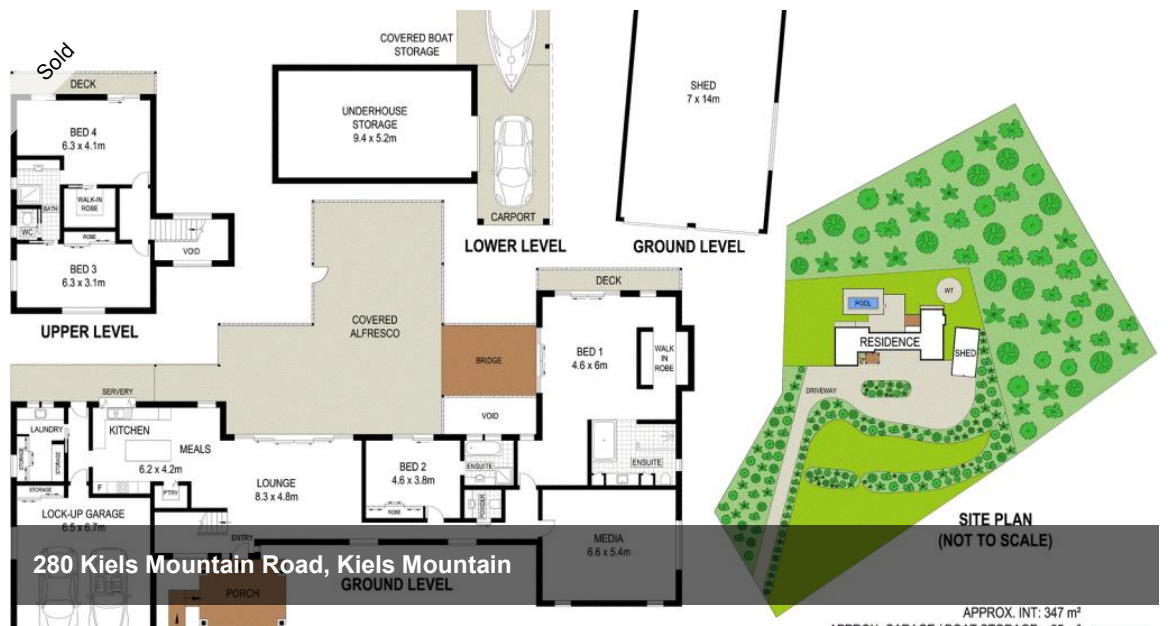 Sold
DECK
BED 4
6.3 x 4.1m
WALK-IN
ROBE
BATH
WC
ROBE
VOID
BED 3
6.3 x 3.1m
UPPER LEVEL
COVERED BOAT
STORAGE
UNDERHOUSE
STORAGE
9.4 x 5.2m
CARPORT
LOWER LEVEL
SHED
7 x 14m
GROUND LEVEL
COVERED
ALFRESCO
BRIDGE
VOID
DECK
BED 1
4.6 x 6m
WALK
IN
ROBE
ENSUITE
SERVERY
LAUNDRY
STORAGE
STORAGE
STORAGE
KITCHEN
MEALS
6.2 x 4.2m
F
PTRY
LOUNGE
8.3 x 4.8m
BED 2
4.6 x 3.8m
ROBE
ENSUITE
POWDER
LOCK-UP GARAGE
6.5 x 6.7m
ENTRY
MEDIA
6.6 x 5.4m
PORCH
GROUND LEVEL
POOL
WT
RESIDENCE
SHED
DRIVEWAY
SITE PLAN
(NOT TO SCALE)
280 Kiels Mountain Road, Kiels Mountain
APPROX. INT: 347 m²